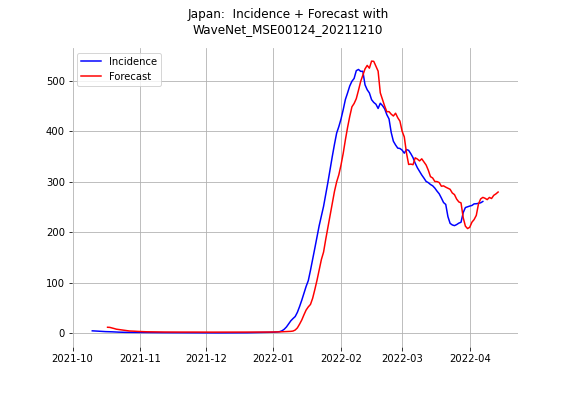 Japan:  Incidence + Forecast with
WaveNet_MSE00124_20211210
Incidence
Forecast
500
400
300
200
100
0
2021-10 2021-11 2021-12 2022-01 2022-02 2022-03 2022-04